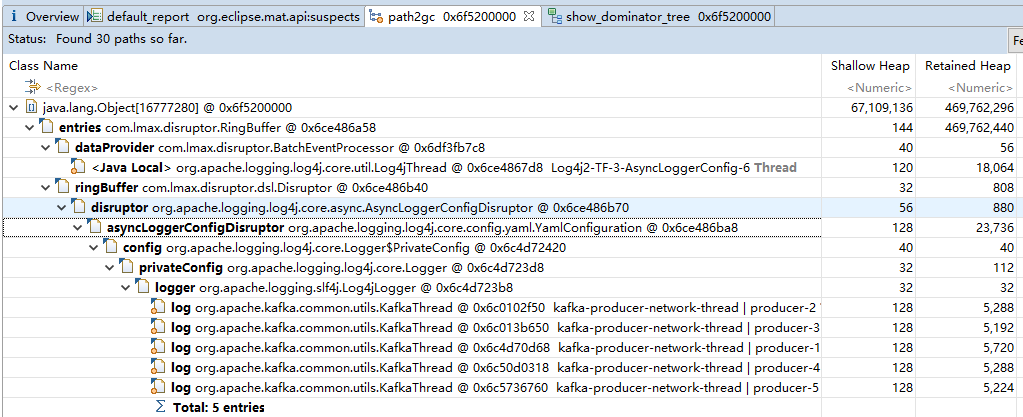 Overview default_report org.eclipse.mat.api:suspects path2gc 0x6f5200000 show_dominator_tree 0x6f5200000
Status: Found 30 paths so far. Fe
Class Name Shallow Heap Retained Heap
<Regex> <Numeric> <Numeric>
java.lang.Object[16777280] @ 0x6f5200000 67,109,136 469,762,296
entries com.lmax.disruptor.RingBuffer @ 0x6ce486a58 144 469,762,440
dataProvider com.lmax.disruptor.BatchEventProcessor @ 0x6df3fb7c8 40 56
<Java Local> org.apache.logging.log4j.core.util.Log4jThread @ 0x6ce4867d8 Log4j2-TF-3-AsyncLoggerConfig-6 Thread 120 18,064
ringBuffer com.lmax.disruptor.dsl.Disruptor @ 0x6ce486b40 32 808
disruptor org.apache.logging.log4j.core.async.AsyncLoggerConfigDisruptor @ 0x6ce486b70 56 880
asyncLoggerConfigDisruptor org.apache.logging.log4j.core.config.yaml.YamlConfiguration @ 0x6ce486ba8 128 23,736
config org.apache.logging.log4j.core.Logger$PrivateConfig @ 0x6c4d72420 40 40
privateConfig org.apache.logging.log4j.core.Logger @ 0x6c4d723d8 32 112
logger org.apache.logging.slf4j.Log4jLogger @ 0x6c4d723b8 32 32
log org.apache.kafka.common.utils.KafkaThread @ 0x6c0102f50 kafka-producer-network-thread | producer-2 128 5,288
log org.apache.kafka.common.utils.KafkaThread @ 0x6c013b650 kafka-producer-network-thread | producer-3 128 5,192
log org.apache.kafka.common.utils.KafkaThread @ 0x6c4d70d68 kafka-producer-network-thread | producer-1 128 5,720
log org.apache.kafka.common.utils.KafkaThread @ 0x6c50d0318 kafka-producer-network-thread | producer-4 128 5,288
log org.apache.kafka.common.utils.KafkaThread @ 0x6c5736760 kafka-producer-network-thread | producer-5 128 5,224
Σ Total: 5 entries